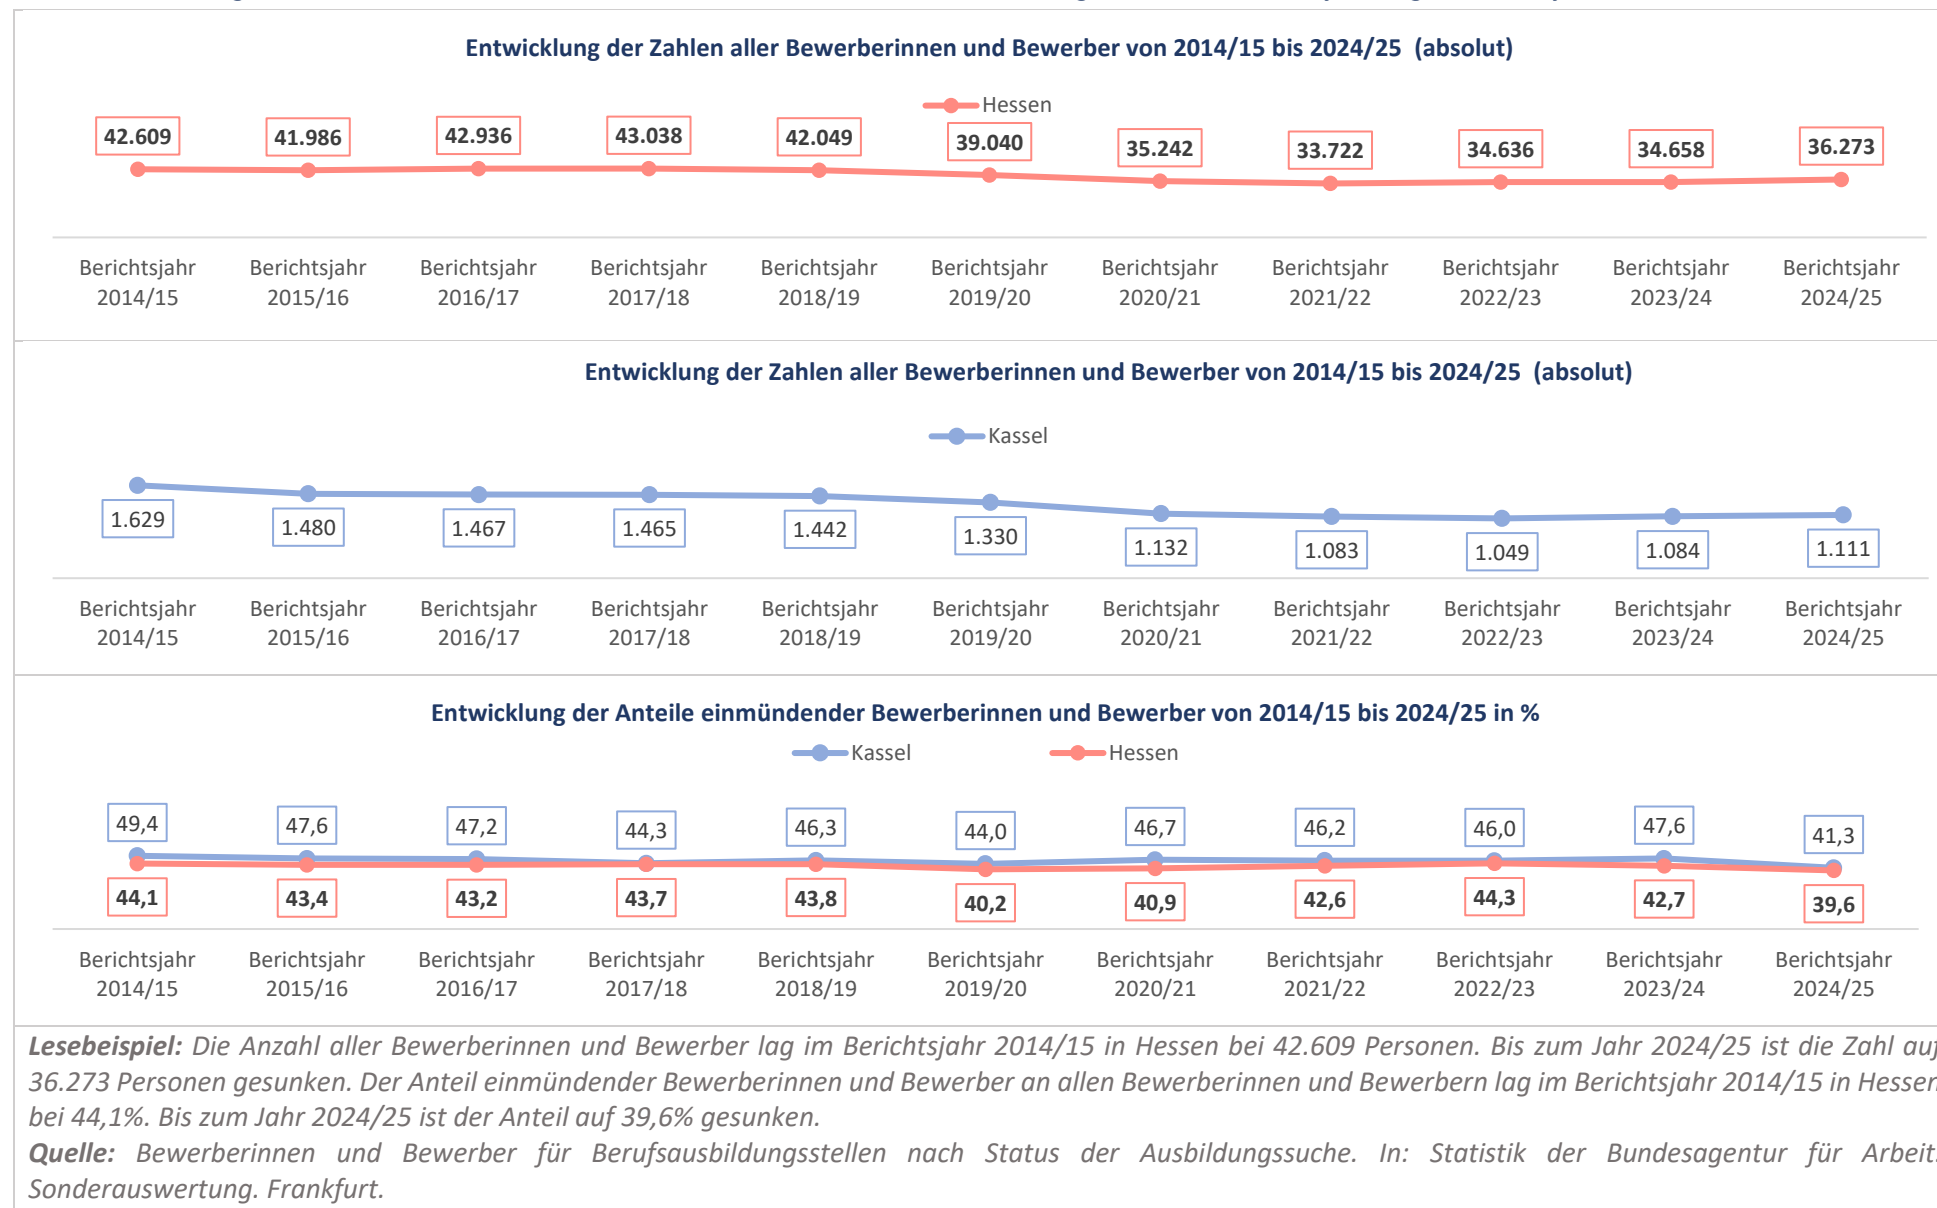 Entwicklung der Zahlen aller Bewerberinnen und Bewerber von 2014/15 bis 2024/25 (absolut)
Hessen
42.609 41.986 42.936 43.038 42.049 39.040 35.242 33.722 34.636 34.658 36.273
Berichtsjahr Berichtsjahr Berichtsjahr Berichtsjahr Berichtsjahr Berichtsjahr Berichtsjahr Berichtsjahr Berichtsjahr Berichtsjahr Berichtsjahr
2014/15 2015/16 2016/17 2017/18 2018/19 2019/20 2020/21 2021/22 2022/23 2023/24 2024/25
Entwicklung der Zahlen aller Bewerberinnen und Bewerber von 2014/15 bis 2024/25 (absolut)
Kassel
1.629 1.480 1.467 1.465 1.442 1.330 1.132 1.083 1.049 1.084 1.111
Berichtsjahr Berichtsjahr Berichtsjahr Berichtsjahr Berichtsjahr Berichtsjahr Berichtsjahr Berichtsjahr Berichtsjahr Berichtsjahr Berichtsjahr
2014/15 2015/16 2016/17 2017/18 2018/19 2019/20 2020/21 2021/22 2022/23 2023/24 2024/25
Entwicklung der Anteile einmündender Bewerberinnen und Bewerber von 2014/15 bis 2024/25 in %
Kassel Hessen
49,4 47,6 47,2 44,3 46,3 44,0 46,7 46,2 46,0 47,6 41,3
44,1 43,4 43,2 43,7 43,8 40,2 40,9 42,6 44,3 42,7 39,6
Berichtsjahr Berichtsjahr Berichtsjahr Berichtsjahr Berichtsjahr Berichtsjahr Berichtsjahr Berichtsjahr Berichtsjahr Berichtsjahr Berichtsjahr
2014/15 2015/16 2016/17 2017/18 2018/19 2019/20 2020/21 2021/22 2022/23 2023/24 2024/25
Lesebeispiel: Die Anzahl aller Bewerberinnen und Bewerber lag im Berichtsjahr 2014/15 in Hessen bei 42.609 Personen. Bis zum Jahr 2024/25 ist die Zahl auf
36.273 Personen gesunken. Der Anteil einmündender Bewerberinnen und Bewerber an allen Bewerberinnen und Bewerbern lag im Berichtsjahr 2014/15 in Hessen
bei 44,1%. Bis zum Jahr 2024/25 ist der Anteil auf 39,6% gesunken.
Quelle: Bewerberinnen und Bewerber für Berufsausbildungsstellen nach Status der Ausbildungssuche. In: Statistik der Bundesagentur für Arbeit.
Sonderauswertung. Frankfurt.